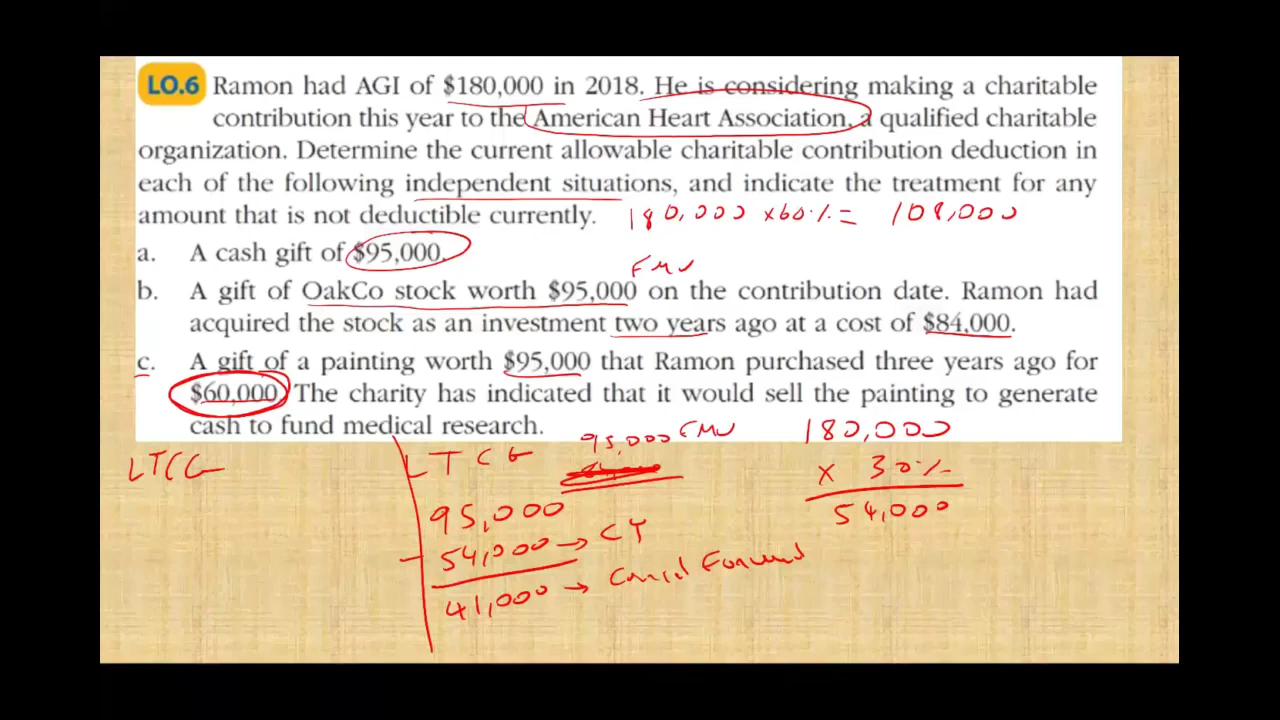 LO.6 Ramon had AGI of $180,000 in 2018. He is considering making a charitable
contribution this year to the American Heart Association, a qualified charitable
organization. Determine the current allowable charitable contribution deduction in
each of the following independent situations, and indicate the treatment for any
amount that is not deductible currently.
180,000 x60%= 108,000
a. A cash gift of $95,000.
FMV
b. A gift of OakCo stock worth $95,000 on the contribution date. Ramon had
acquired the stock as an investment two years ago at a cost of $84,000.
c. A gift of a painting worth $95,000 that Ramon purchased three years ago for
$60,000. The charity has indicated that it would sell the painting to generate
cash to fund medical research.
LTCG
LTCG
95,000 FMV
95,000
- 54,000 → CY
41,000 → Forward
180,000
x 30%
54,000